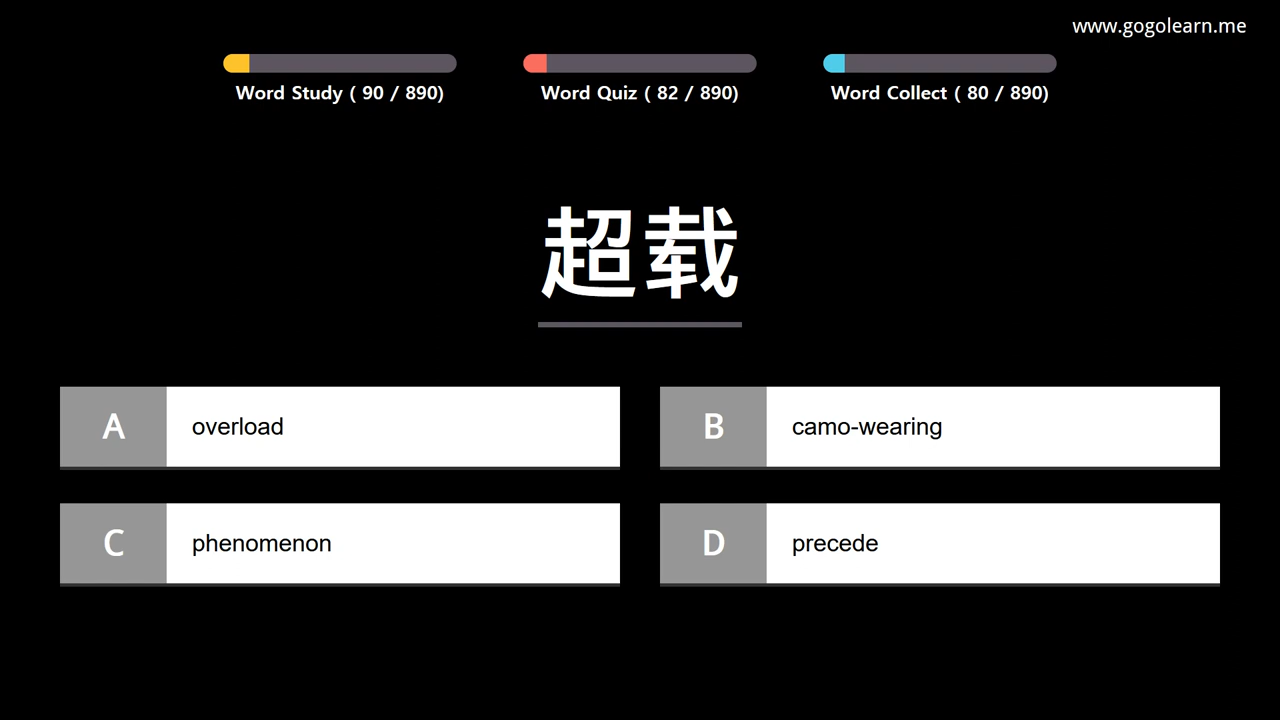 www.gogolearn.me
Word Study ( 90 / 890)
Word Quiz ( 82 / 890)
Word Collect ( 80 / 890)
超载
A overload
B camo-wearing
C phenomenon
D precede